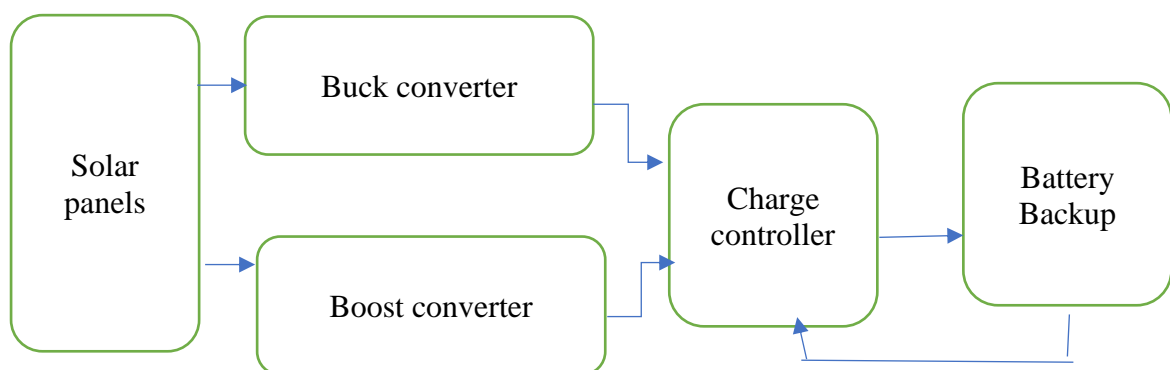 Solar
panels
Buck converter
Boost converter
Charge
controller
Battery
Backup